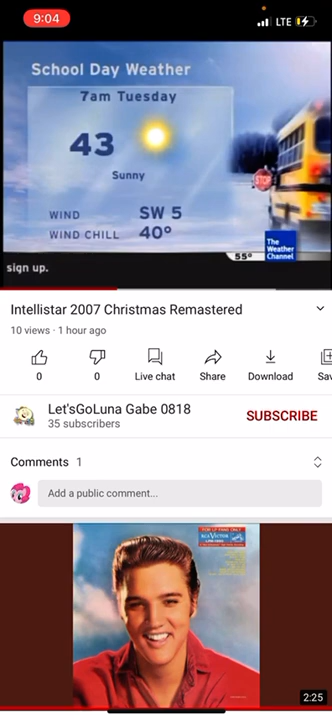 9:04
LTE
School Day Weather
7am Tuesday
43
Sunny
WIND SW 5
WIND CHILL 40°
STOP
55°
The
Weather
Channel
sign up.
Intellistar 2007 Christmas Remastered
10 views · 1 hour ago
0
0
Live chat
Share
Download
Sav
Let'sGoLuna Gabe 0818
35 subscribers
SUBSCRIBE
Comments 1
Add a public comment...
RCA VICTOR
2:25